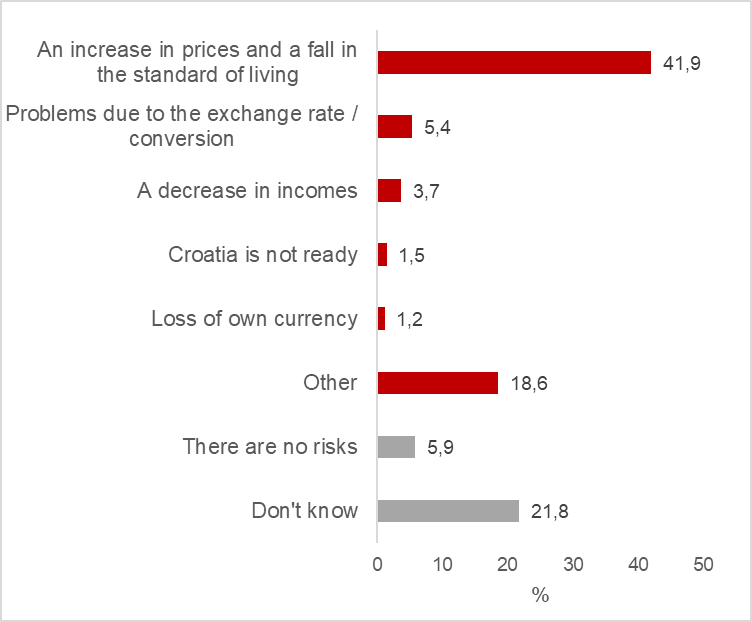 An increase in prices and a fall in
the standard of living
41,9
Problems due to the exchange rate /
conversion
5,4
A decrease in incomes
3,7
Croatia is not ready
1,5
Loss of own currency
1,2
Other
18,6
There are no risks
5,9
Don't know
21,8
0 10 20 30 40 50
%